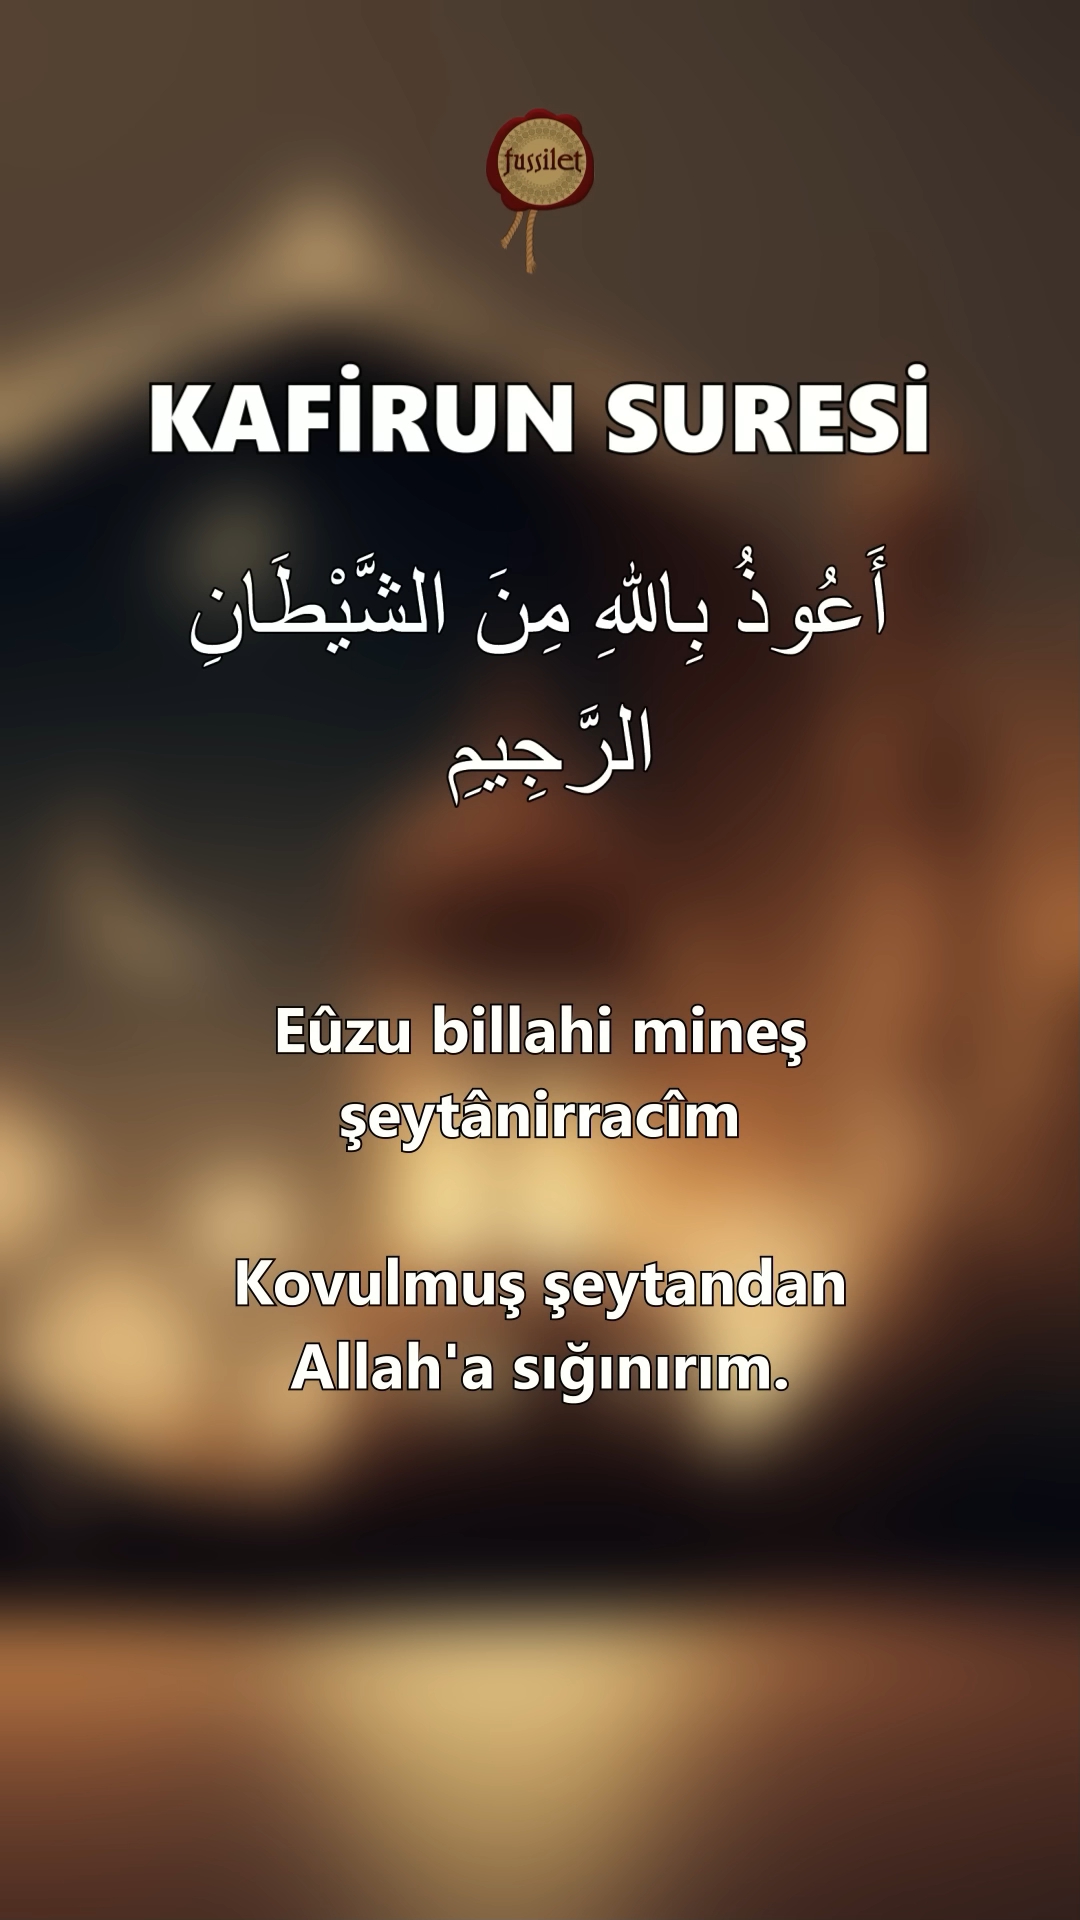 fussilet
KAFİRUN SURESİ
أَعُوذُ بِاللهِ مِنَ الشَّيْطَانِ
الرَّجِيمِ
Eûzu billahi mineş
şeytânirracîm
Kovulmuş şeytandan
Allah'a sığınırım.